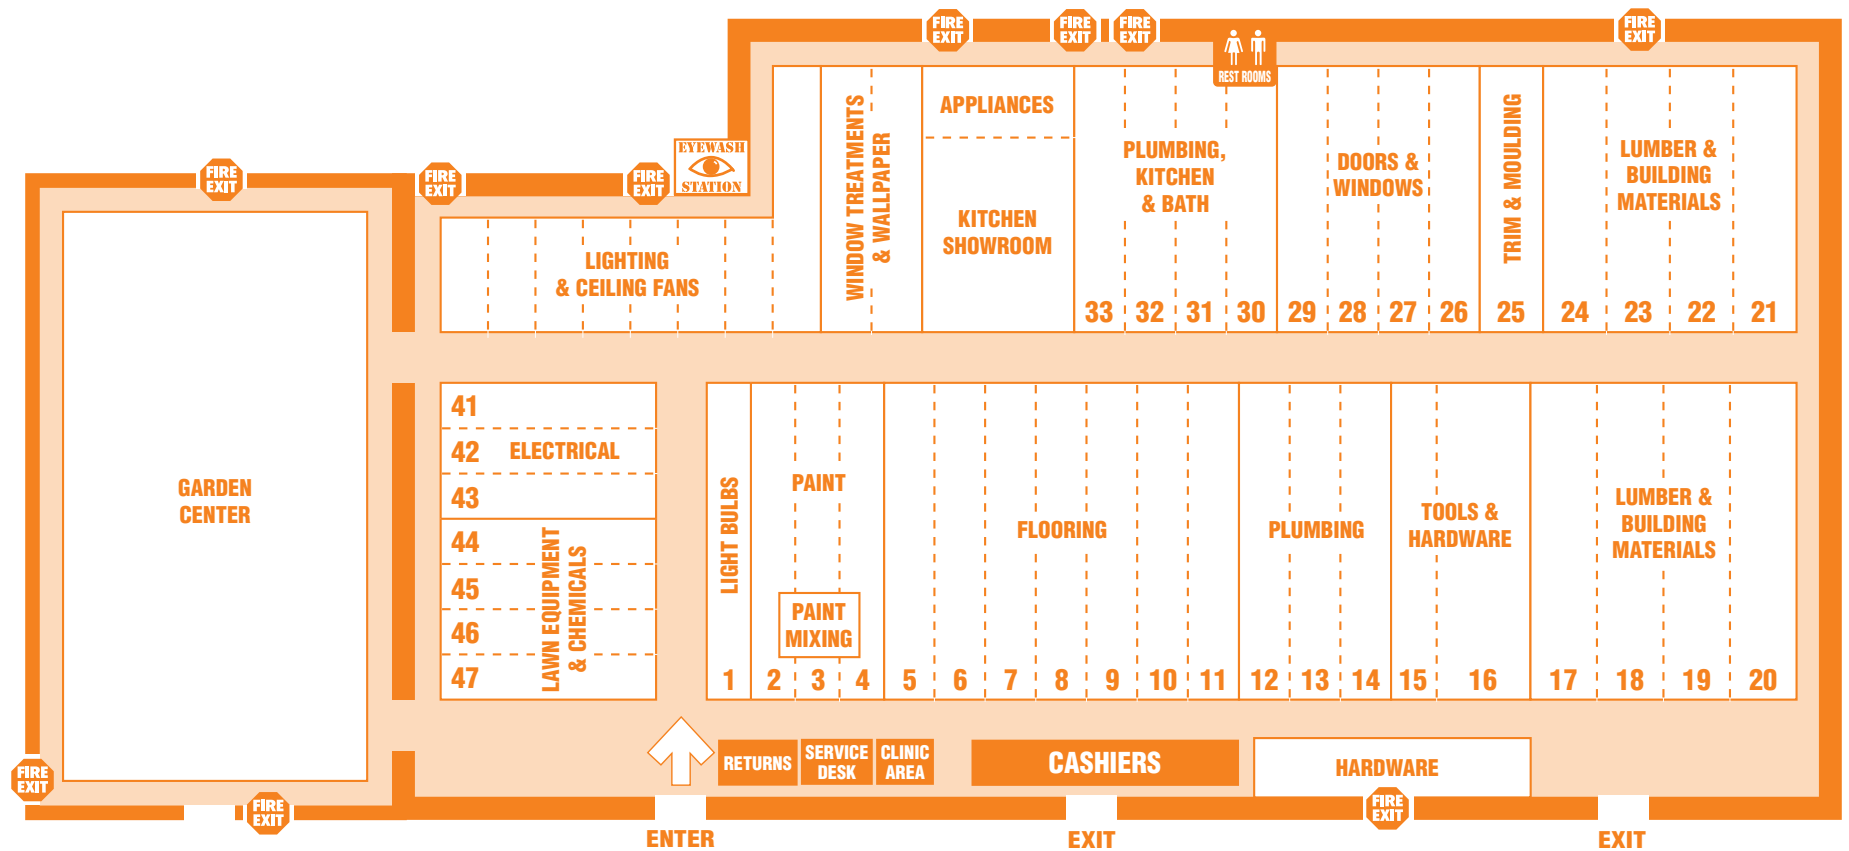 FIRE
EXIT
FIRE
EXIT
FIRE
EXIT
FIRE
EXIT
REST ROOMS
EYEWASH
STATION
FIRE
EXIT
FIRE
EXIT
FIRE
EXIT
WINDOW TREATMENTS
& WALLPAPER
APPLIANCES
KITCHEN
SHOWROOM
PLUMBING,
KITCHEN
& BATH
DOORS &
WINDOWS
TRIM & MOULDING
LUMBER &
BUILDING
MATERIALS
LIGHTING
& CEILING FANS
33 32 31 30 29 28 27 26 25 24 23 22 21
GARDEN
CENTER
41
42 ELECTRICAL
43
44
45
46
47
LAWN EQUIPMENT
& CHEMICALS
LIGHT BULBS
PAINT
PAINT
MIXING
FLOORING
PLUMBING
TOOLS &
HARDWARE
LUMBER &
BUILDING
MATERIALS
1 2 3 4 5 6 7 8 9 10 11 12 13 14 15 16 17 18 19 20
RETURNS
SERVICE
DESK
CLINIC
AREA
CASHIERS
HARDWARE
FIRE
EXIT
FIRE
EXIT
FIRE
EXIT
ENTER
EXIT
EXIT